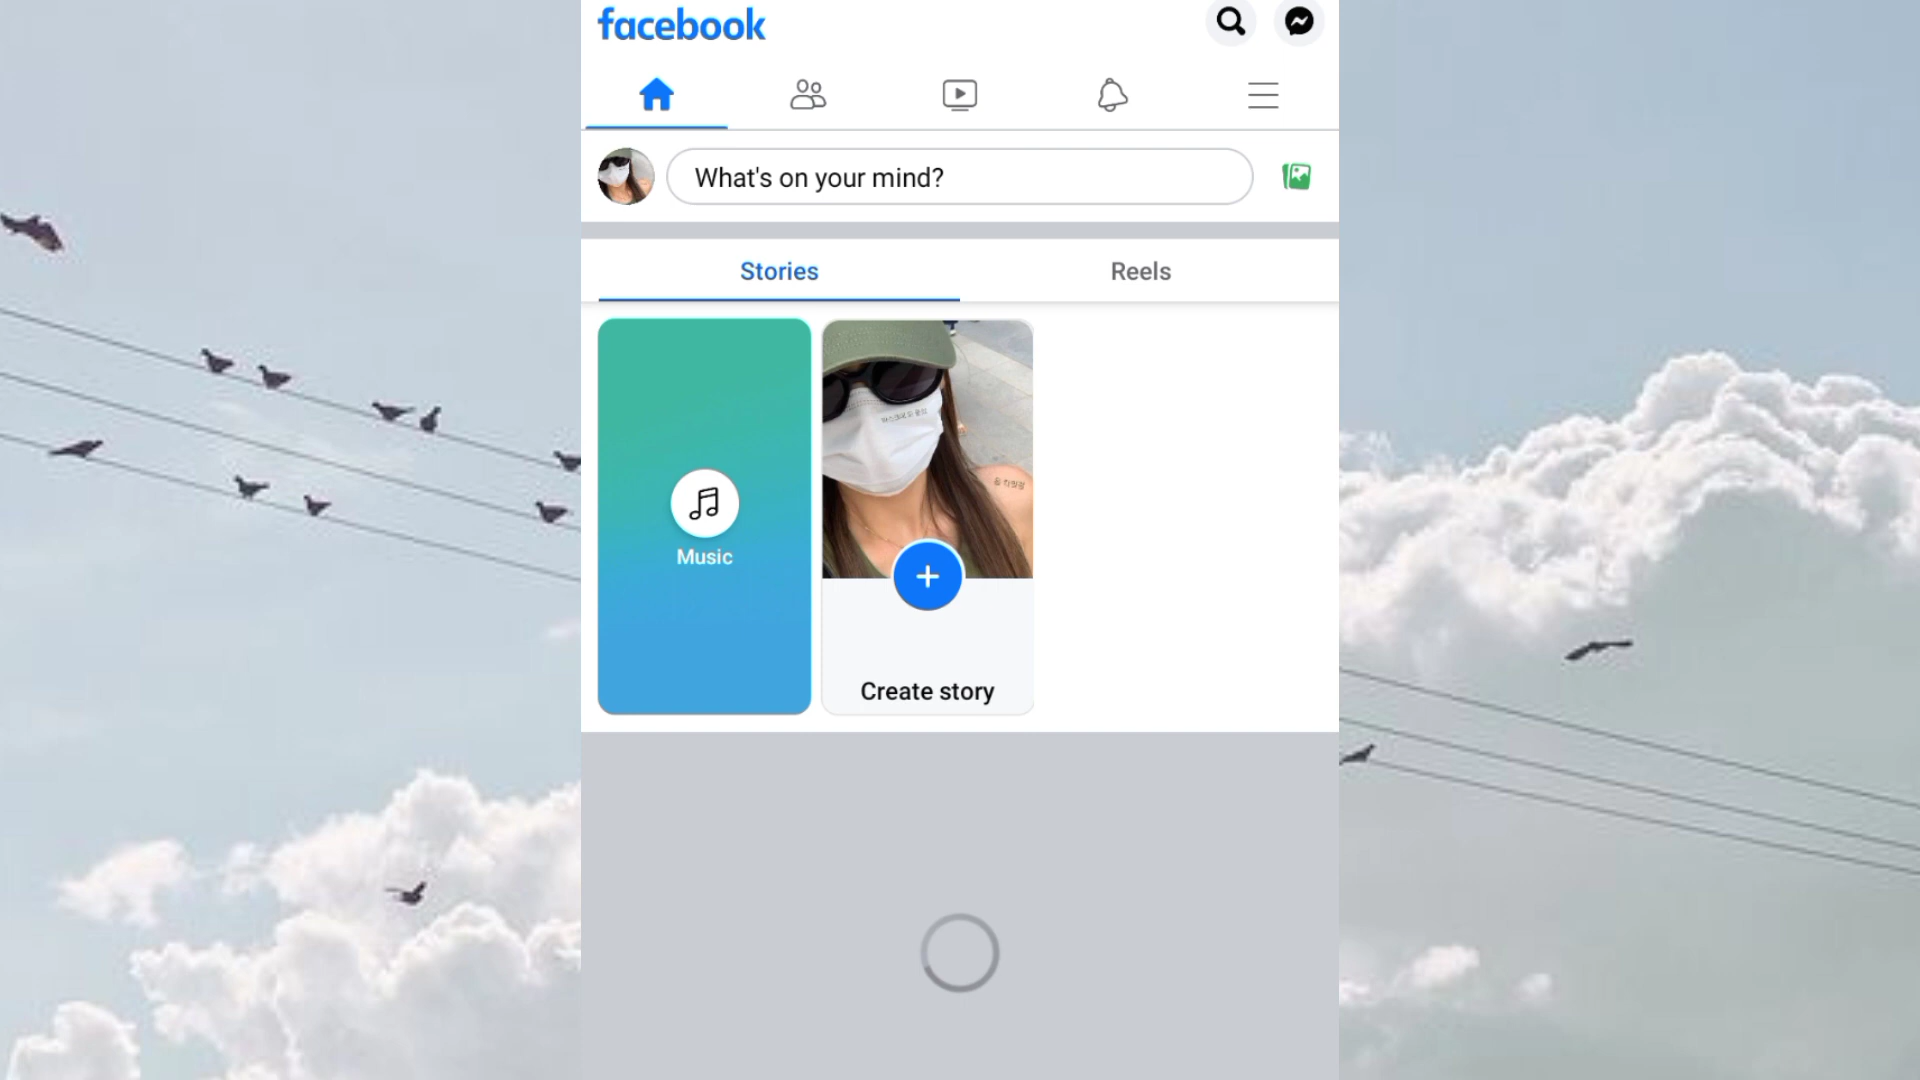 facebook
What's on your mind?
Stories
Reels
Music
Create story